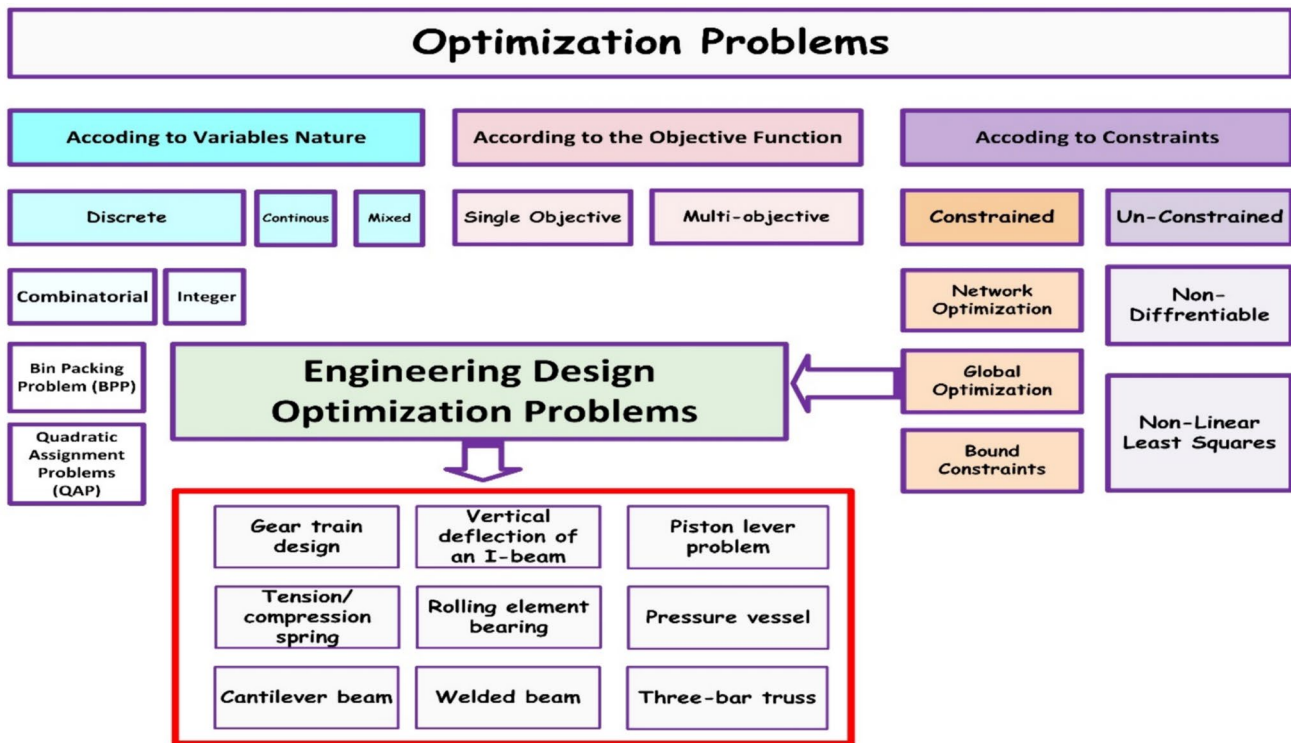 Optimization Problems
Accoding to Variables Nature
According to the Objective Function
Accoding to Constraints
Discrete
Continous
Mixed
Single Objective
Multi-objective
Constrained
Un-Constrained
Combinatorial
Integer
Network
Optimization
Non-
Diffrentiable
Bin Packing
Problem (BPP)
Engineering Design
Optimization Problems
Global
Optimization
Non-Linear
Least Squares
Quadratic
Assignment
Problems
(QAP)
Bound
Constraints
Gear train
design
Vertical
deflection of
an I-beam
Piston lever
problem
Tension/
compression
spring
Rolling element
bearing
Pressure vessel
Cantilever beam
Welded beam
Three-bar truss